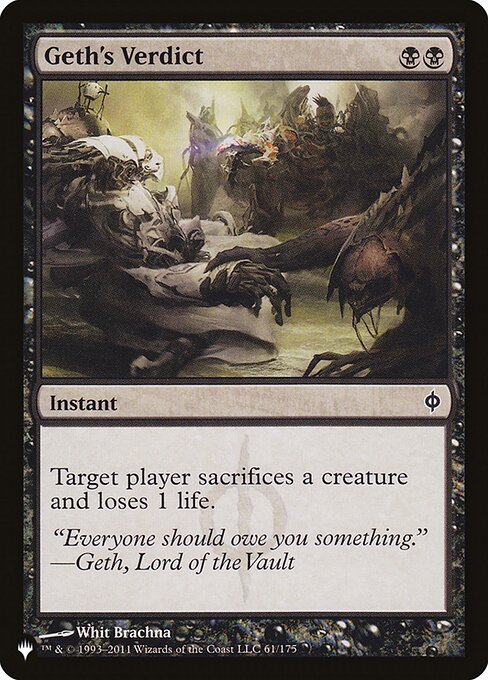 Geth's Verdict
Instant
Target player sacrifices a creature
and loses 1 life.
“Everyone should owe you something.”
—Geth, Lord of the Vault
Whit Brachna
™ & © 1993–2011 Wizards of the Coast LLC 61/175